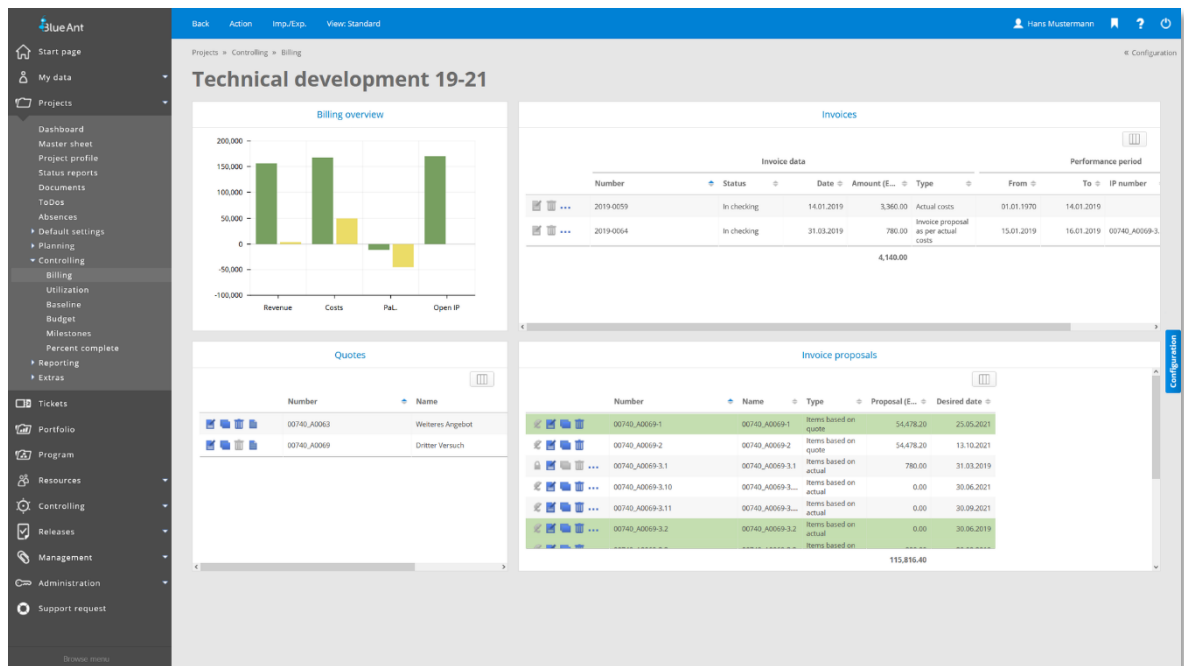 BlueAnt
Back Action Imp./Exp. View: Standard
Hans Mustermann
Start page
My data
Projects
Dashboard
Master sheet
Project profile
Status reports
Documents
ToDos
Absences
Default settings
Planning
Controlling
Billing
Utilization
Baseline
Budget
Milestones
Percent complete
Reporting
Extras
Tickets
Portfolio
Program
Resources
Controlling
Releases
Management
Administration
Support request
Browse menu
Projects » Controlling » Billing
« Configuration
Technical development 19-21
Billing overview
200,000
150,000
100,000
50,000
0
-50,000
-100,000
Revenue Costs PaL. Open IP
Invoices
Invoice data Performance period
Number Status Date Amount (E... Type From To IP number
2019-0059 In checking 14.01.2019 3,360.00 Actual costs 01.01.1970 14.01.2019
2019-0064 In checking 31.03.2019 780.00 Invoice proposal as per actual costs 15.01.2019 16.01.2019 00740_A0069-3.
4,140.00
Quotes
Number Name
00740_A0063 Weiteres Angebot
00740_A0069 Dritter Versuch
Invoice proposals
Number Name Type Proposal (E... Desired date
00740_A0069-1 00740_A0069-1 Items based on quote 54,478.20 25.05.2021
00740_A0069-2 00740_A0069-2 Items based on quote 54,478.20 13.10.2021
00740_A0069-3.1 00740_A0069-3.1 Items based on actual 780.00 31.03.2019
00740_A0069-3.10 00740_A0069-3.... Items based on actual 0.00 30.06.2021
00740_A0069-3.11 00740_A0069-3.... Items based on actual 0.00 30.09.2021
00740_A0069-3.2 00740_A0069-3.2 Items based on actual 0.00 30.06.2019
Items based on
115,816.40
Configuration